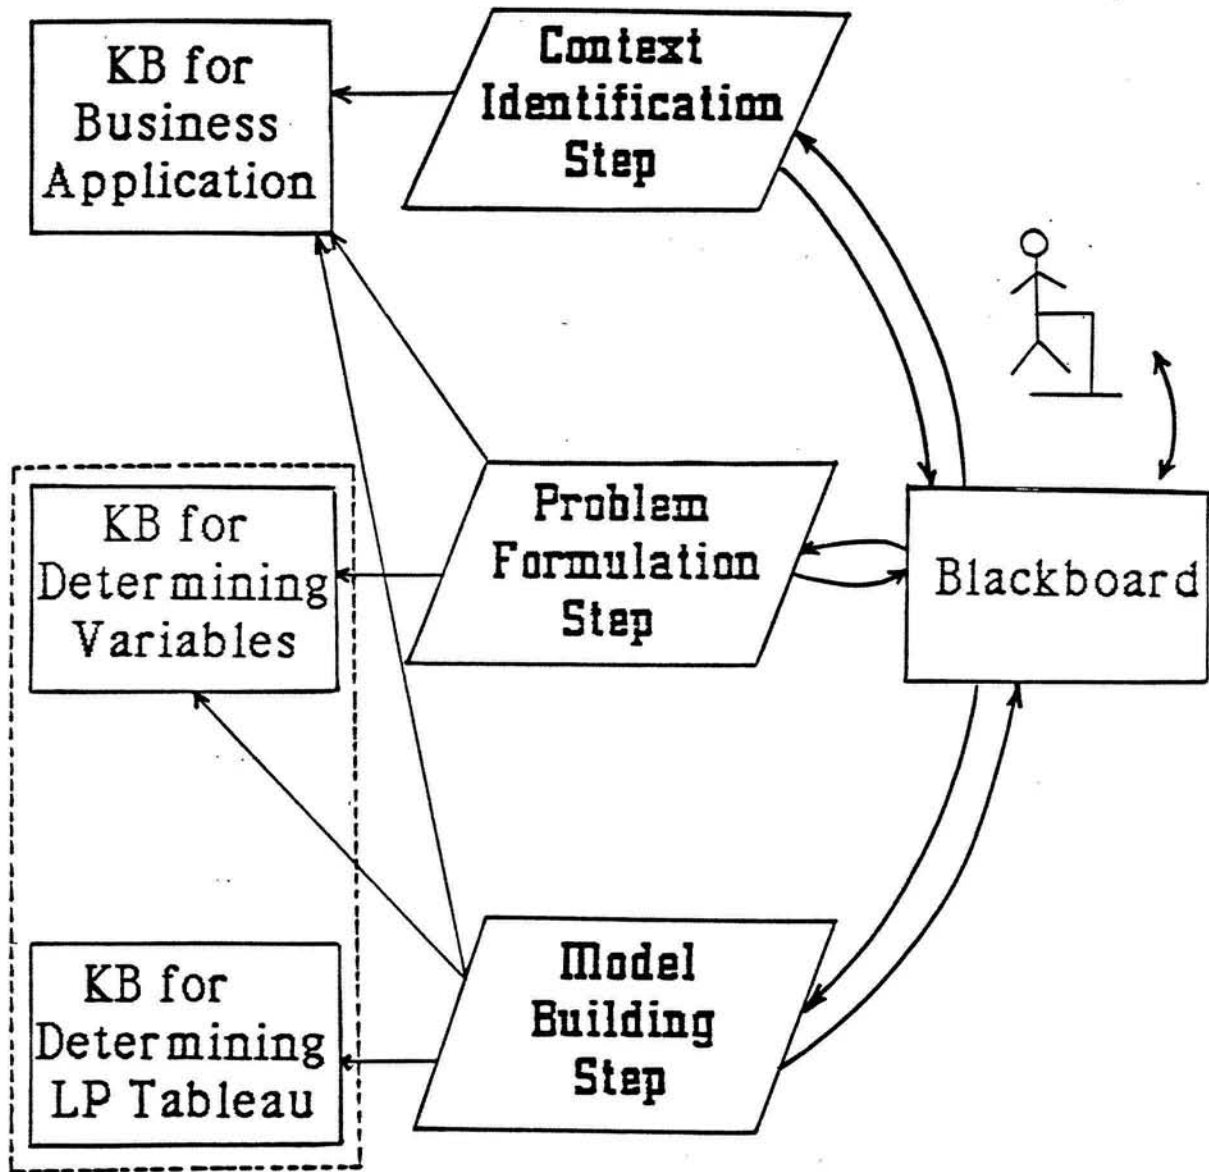 KB for
Business
Application
Context
Identification
Step
KB for
Determining
Variables
Problem
Formulation
Step
Blackboard
KB for
Determining
LP Tableau
Model
Building
Step